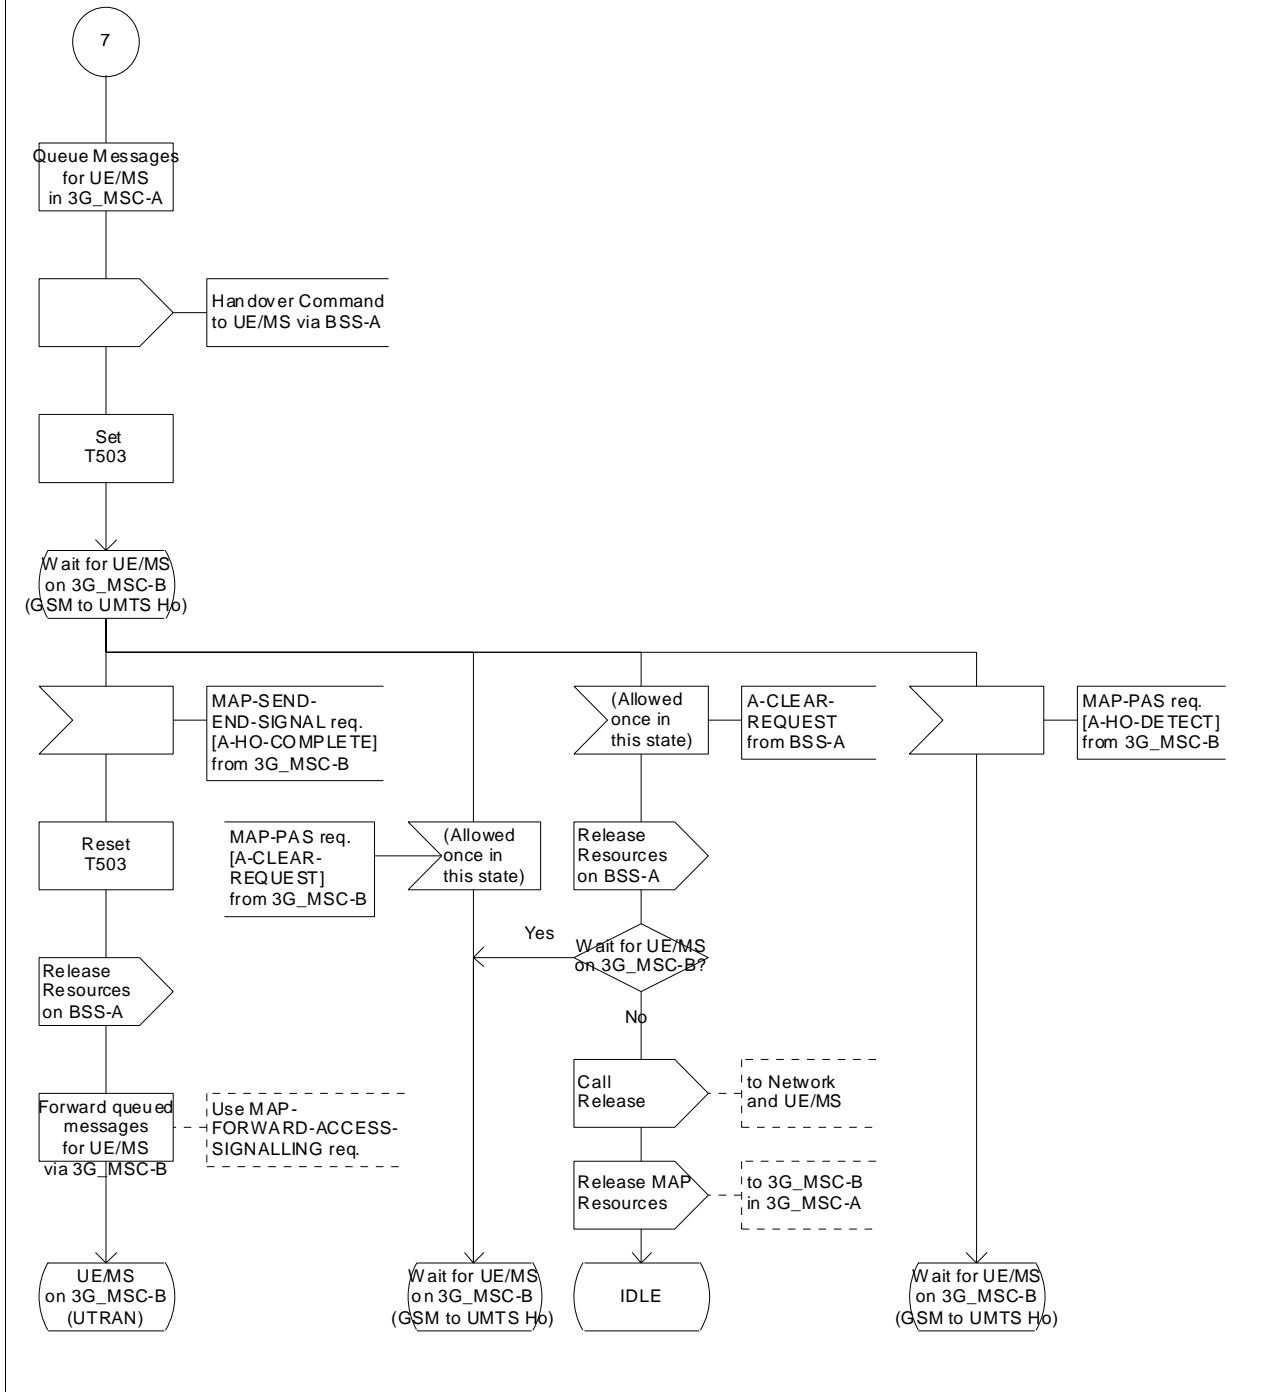 7
Queue Messages
for UE/MS
in 3G_MSC-A
Handover Command
to UE/MS via BSS-A
Set
T503
Wait for UE/MS
on 3G_MSC-B
(GSM to UMTS Ho)
MAP-SEND-
END-SIGNAL req.
[A-HO-COMPLETE]
from 3G_MSC-B
(Allowed
once in
this state)
A-CLEAR-
REQUEST
from BSS-A
MAP-PAS req.
[A-HO-DETECT]
from 3G_MSC-B
Reset
T503
MAP-PAS req.
[A-CLEAR-
REQUEST]
from 3G_MSC-B
(Allowed
once in
this state)
Release
Resources
on BSS-A
Yes
Wait for UE/MS
on 3G_MSC-B?
No
Release
Resources
on BSS-A
Forward queued
messages
for UE/MS
via 3G_MSC-B
Use MAP-
FORWARD-ACCESS-
SIGNALLING req.
Call
Release
to Network
and UE/MS
Release MAP
Resources
to 3G_MSC-B
in 3G_MSC-A
UE/MS
on 3G_MSC-B
(UTRAN)
Wait for UE/MS
on 3G_MSC-B
(GSM to UMTS Ho)
IDLE
Wait for UE/MS
on 3G_MSC-B
(GSM to UMTS Ho)